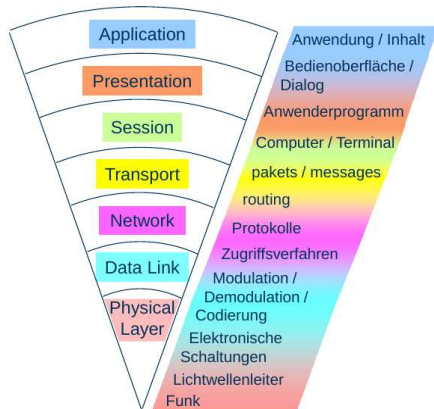 Application
Presentation
Session
Transport
Network
Data Link
Physical
Layer
Anwendung / Inhalt
Bedienoberfläche /
Dialog
Anwenderprogramm
Computer / Terminal
pakets / messages
routing
Protokolle
Zugriffsverfahren
Modulation /
Demodulation /
Codierung
Elektronische
Schaltungen
Lichtwellenleiter
Funk